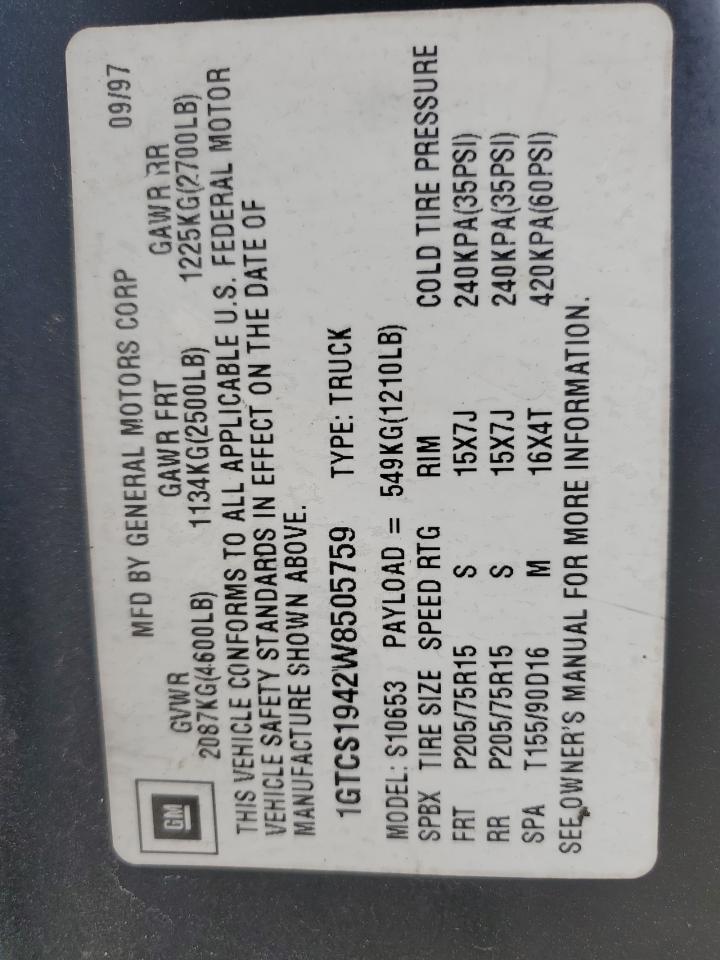 GM
MFD BY GENERAL MOTORS CORP 09/97
GVWR GAWR FRT GAWR RR
2087KG(4600LB) 1134KG(2500LB) 1225KG(2700LB)
THIS VEHICLE CONFORMS TO ALL APPLICABLE U.S. FEDERAL MOTOR
VEHICLE SAFETY STANDARDS IN EFFECT ON THE DATE OF
MANUFACTURE SHOWN ABOVE.
1GTCS1942W8505759 TYPE: TRUCK
MODEL: S10653 PAYLOAD = 549KG(1210LB)
SPBX TIRE SIZE SPEED RTG RIM COLD TIRE PRESSURE
FRT P205/75R15 S 15X7J 240KPA(35PSI)
RR P205/75R15 S 15X7J 240KPA(35PSI)
SPA T155/90D16 M 16X4T 420KPA(60PSI)
SEE OWNER'S MANUAL FOR MORE INFORMATION.